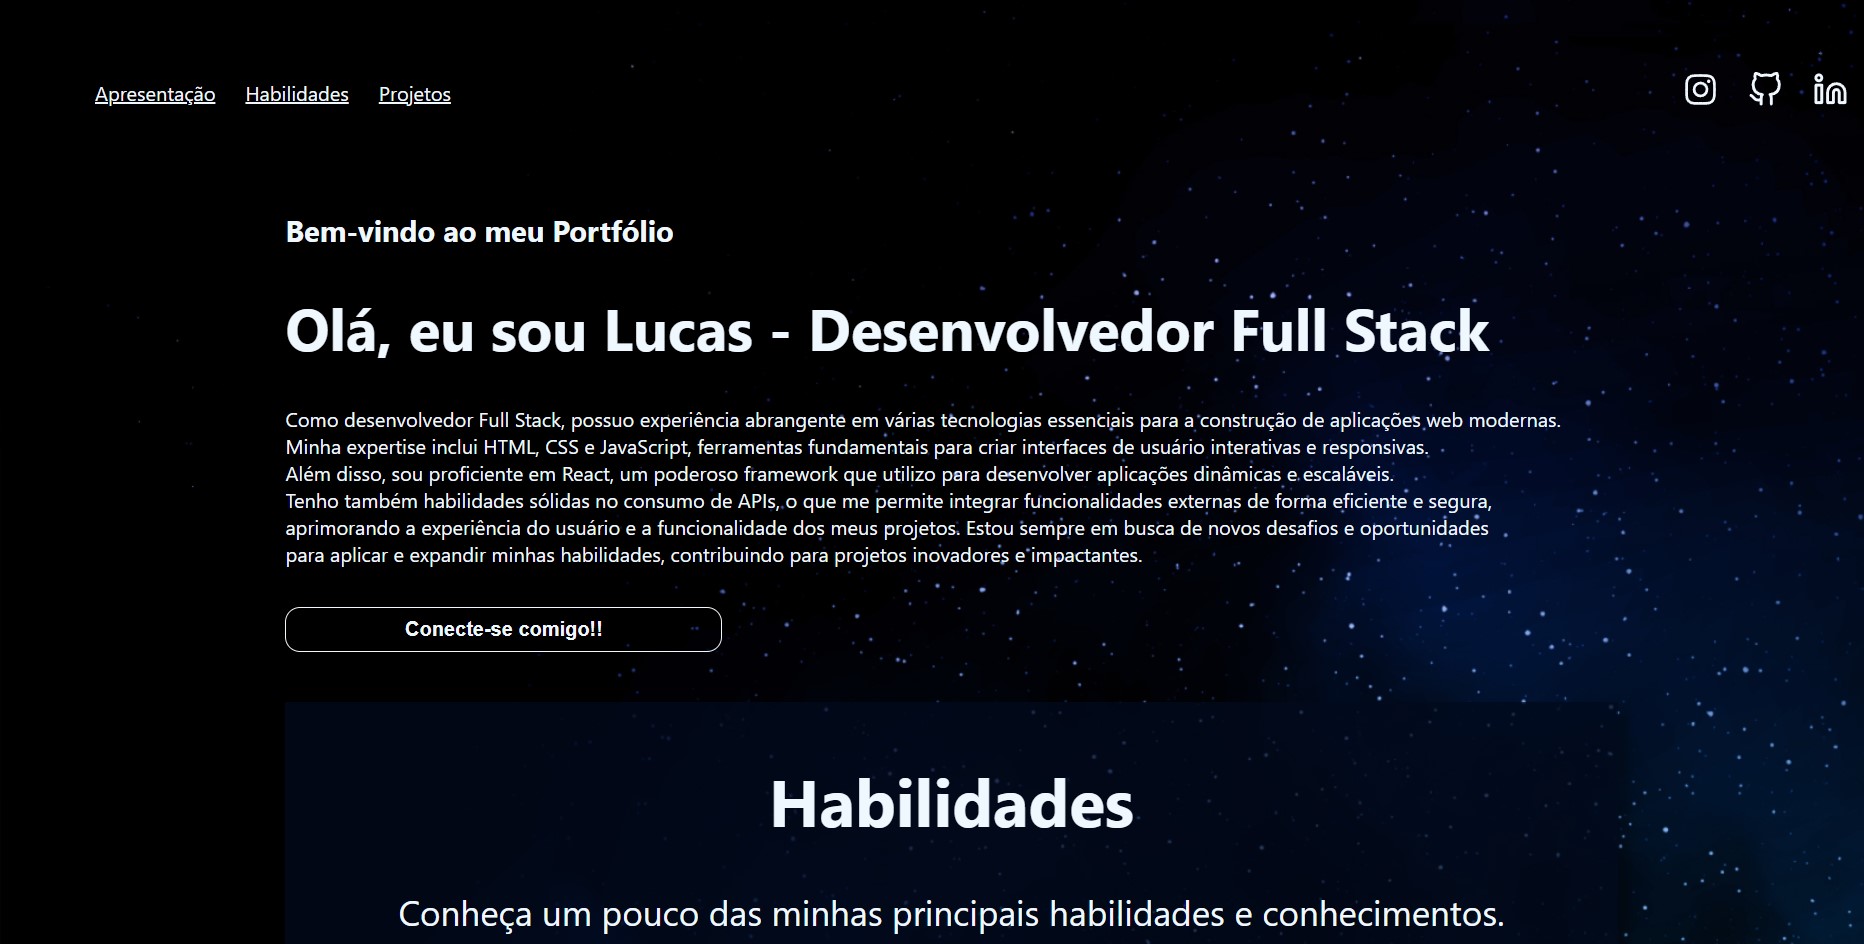 Apresentação Habilidades Projetos
Bem-vindo ao meu Portfólio
Olá, eu sou Lucas - Desenvolvedor Full Stack
Como desenvolvedor Full Stack, possuo experiência abrangente em várias tecnologias essenciais para a construção de aplicações web modernas.
Minha expertise inclui HTML, CSS e JavaScript, ferramentas fundamentais para criar interfaces de usuário interativas e responsivas.
Além disso, sou proficiente em React, um poderoso framework que utilizo para desenvolver aplicações dinâmicas e escaláveis.
Tenho também habilidades sólidas no consumo de APIs, o que me permite integrar funcionalidades externas de forma eficiente e segura,
aprimorando a experiência do usuário e a funcionalidade dos meus projetos. Estou sempre em busca de novos desafios e oportunidades
para aplicar e expandir minhas habilidades, contribuindo para projetos inovadores e impactantes.
Conecte-se comigo!!
Habilidades
Conheça um pouco das minhas principais habilidades e conhecimentos.